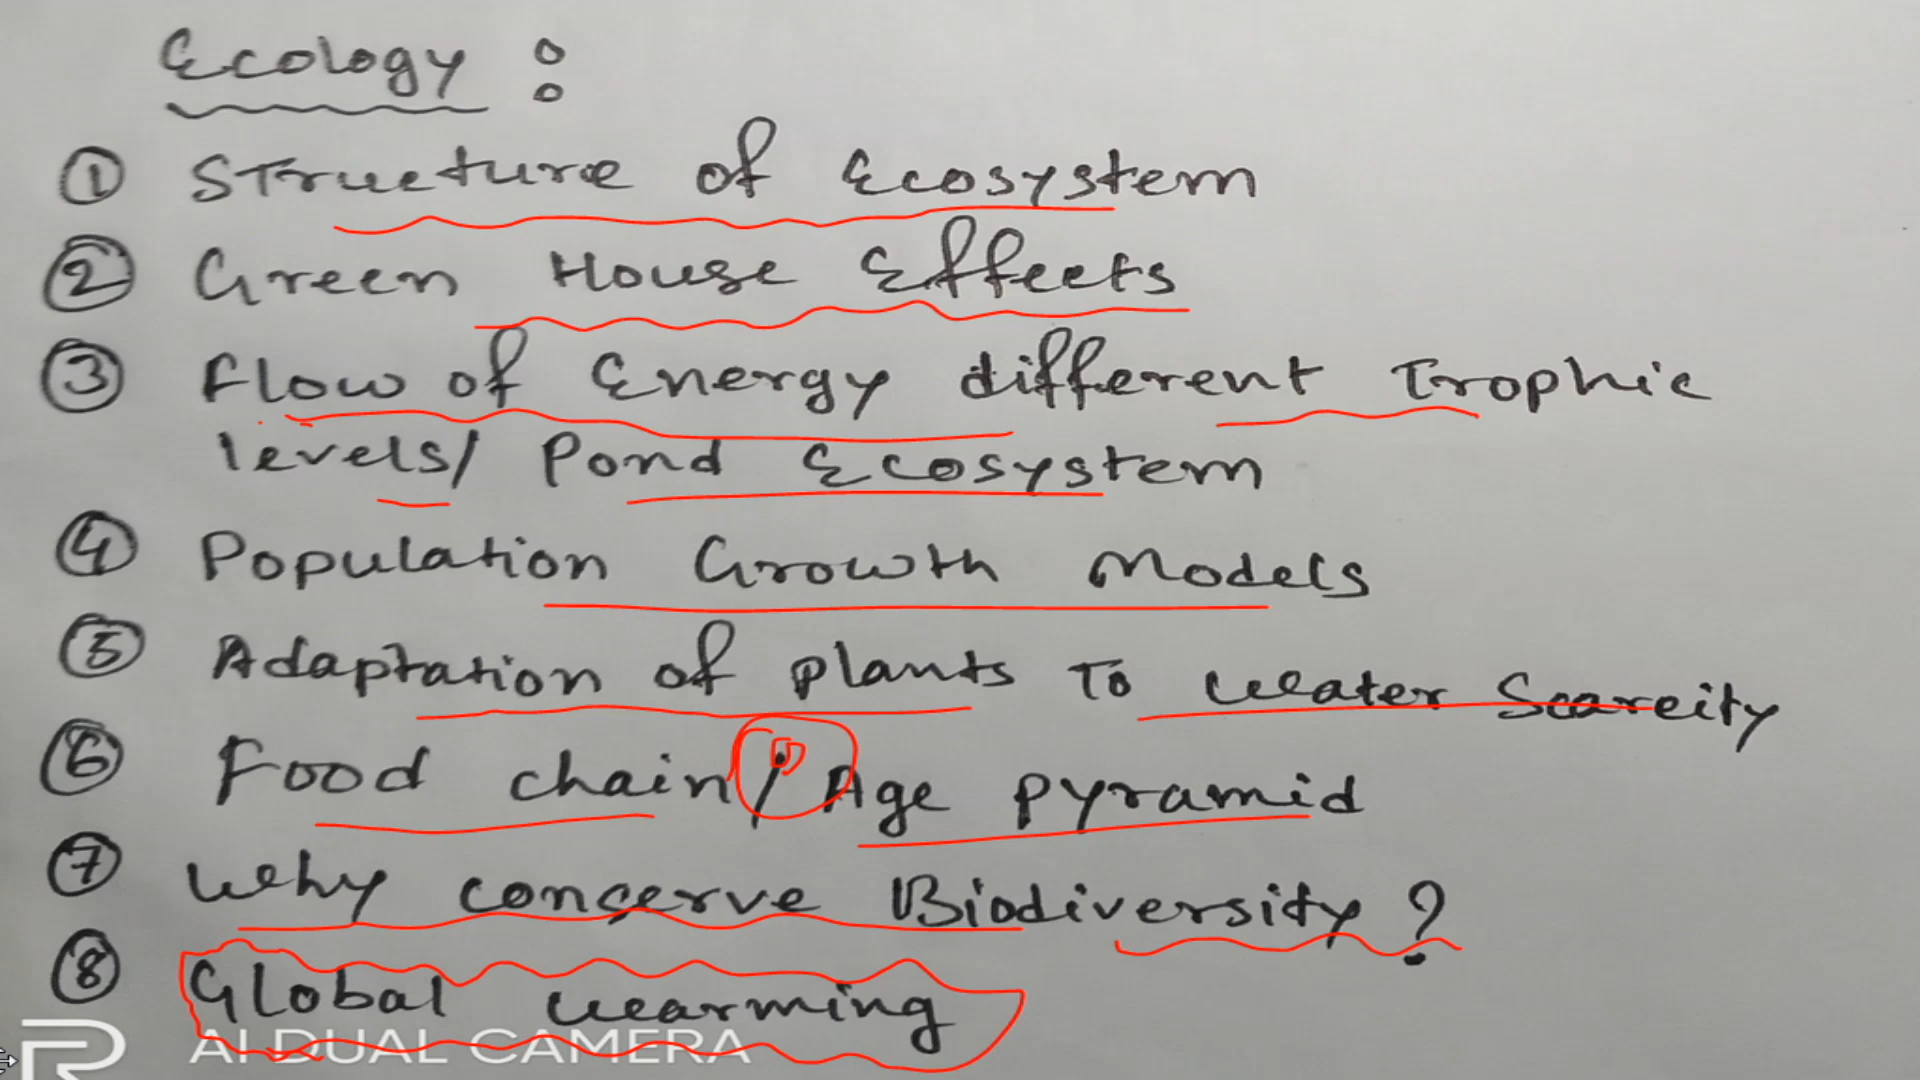 Ecology :
① Structure of Ecosystem
② Green House Effects
③ Flow of Energy different Trophic
levels/ Pond Ecosystem
④ Population Growth Models
⑤ Adaptation of plants To Water Scarcity
⑥ Food chain/ Age pyramid
⑦ Why conserve Biodiversity ?
⑧ Global warming
AI DUAL CAMERA